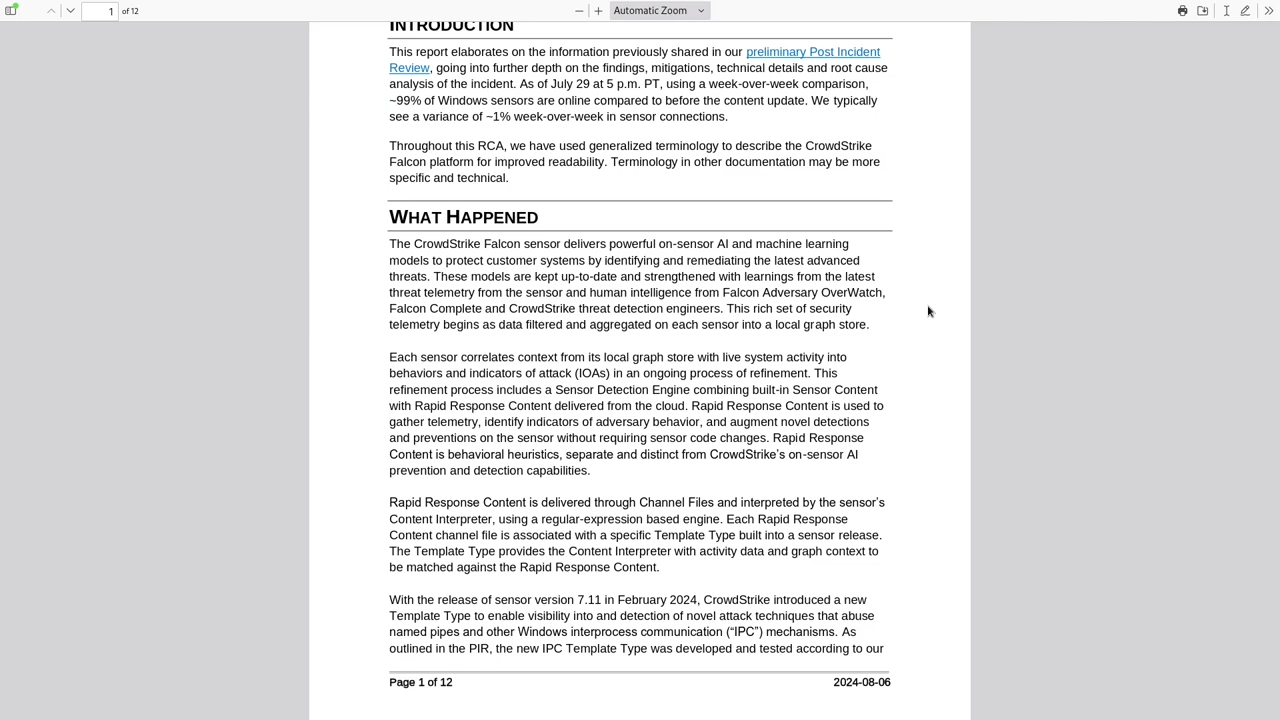 1
of 12
Automatic Zoom
INTRODUCTION
This report elaborates on the information previously shared in our preliminary Post Incident
Review, going into further depth on the findings, mitigations, technical details and root cause
analysis of the incident. As of July 29 at 5 p.m. PT, using a week-over-week comparison,
~99% of Windows sensors are online compared to before the content update. We typically
see a variance of ~1% week-over-week in sensor connections.
Throughout this RCA, we have used generalized terminology to describe the CrowdStrike
Falcon platform for improved readability. Terminology in other documentation may be more
specific and technical.
WHAT HAPPENED
The CrowdStrike Falcon sensor delivers powerful on-sensor AI and machine learning
models to protect customer systems by identifying and remediating the latest advanced
threats. These models are kept up-to-date and strengthened with learnings from the latest
threat telemetry from the sensor and human intelligence from Falcon Adversary OverWatch,
Falcon Complete and CrowdStrike threat detection engineers. This rich set of security
telemetry begins as data filtered and aggregated on each sensor into a local graph store.
Each sensor correlates context from its local graph store with live system activity into
behaviors and indicators of attack (IOAs) in an ongoing process of refinement. This
refinement process includes a Sensor Detection Engine combining built-in Sensor Content
with Rapid Response Content delivered from the cloud. Rapid Response Content is used to
gather telemetry, identify indicators of adversary behavior, and augment novel detections
and preventions on the sensor without requiring sensor code changes. Rapid Response
Content is behavioral heuristics, separate and distinct from CrowdStrike’s on-sensor AI
prevention and detection capabilities.
Rapid Response Content is delivered through Channel Files and interpreted by the sensor’s
Content Interpreter, using a regular-expression based engine. Each Rapid Response
Content channel file is associated with a specific Template Type built into a sensor release.
The Template Type provides the Content Interpreter with activity data and graph context to
be matched against the Rapid Response Content.
With the release of sensor version 7.11 in February 2024, CrowdStrike introduced a new
Template Type to enable visibility into and detection of novel attack techniques that abuse
named pipes and other Windows interprocess communication (“IPC”) mechanisms. As
outlined in the PIR, the new IPC Template Type was developed and tested according to our
Page 1 of 12
2024-08-06